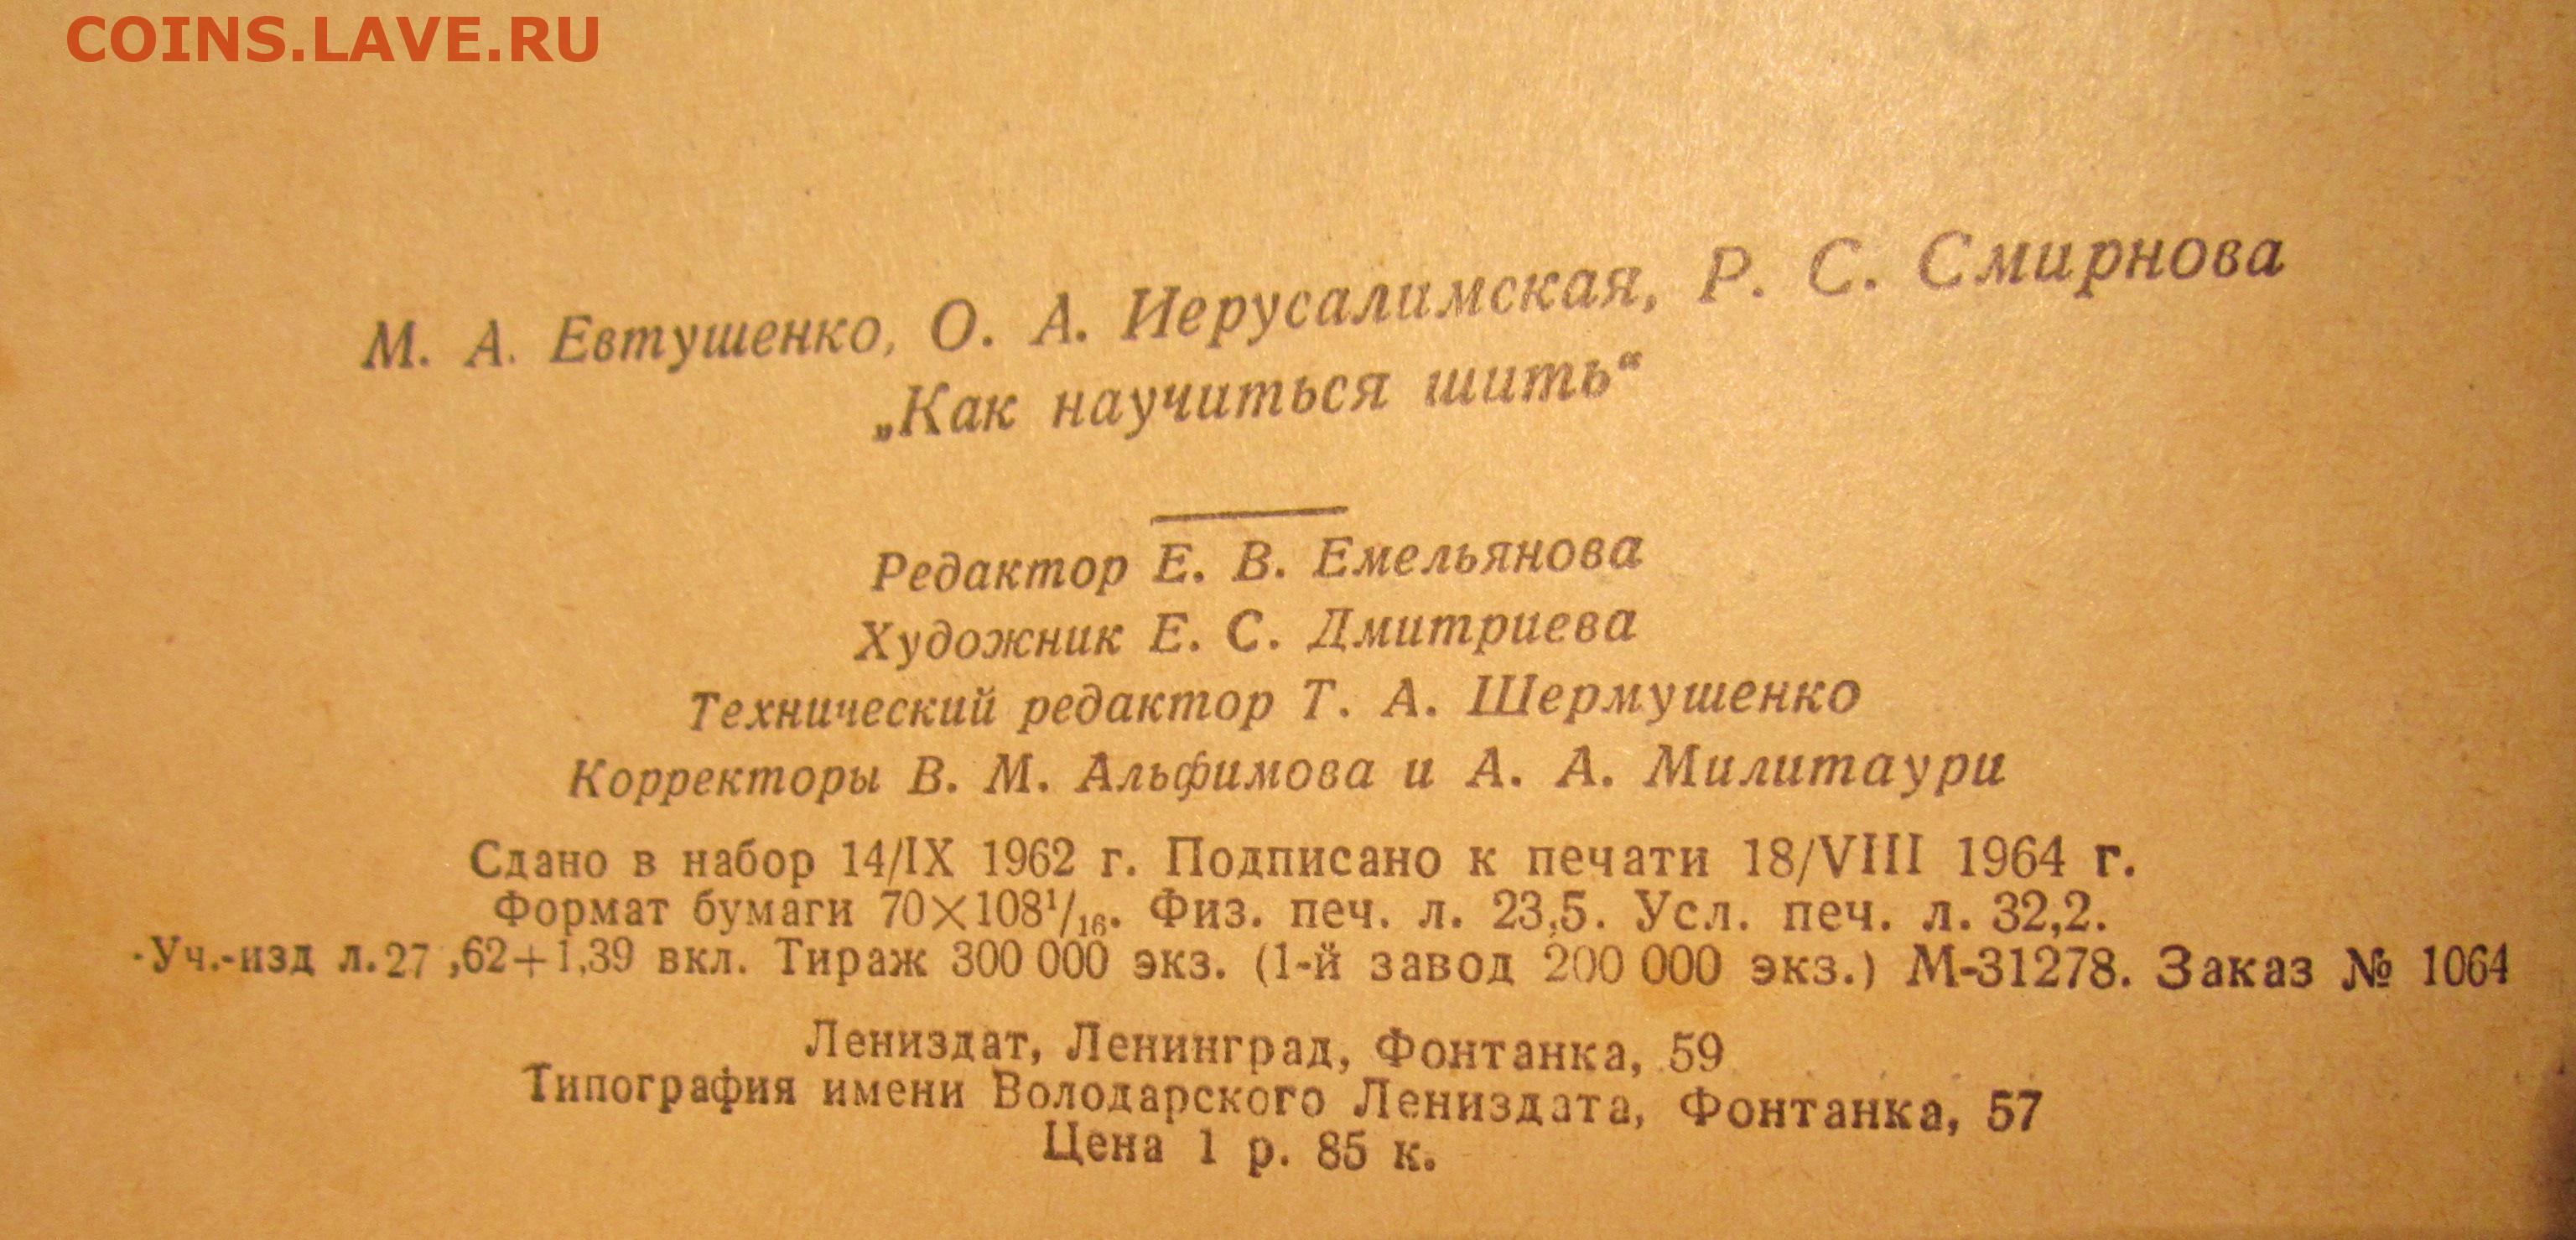 COINS.LAVE.RU
М. А. Евтушенко, О. А. Иерусалимская, Р. С. Смирнова
„Как научиться шить“
Редактор Е. В. Емельянова
Художник Е. С. Дмитриева
Технический редактор Т. А. Шермушенко
Корректоры В. М. Альфимова и А. А. Милитаури
Сдано в набор 14/IX 1962 г. Подписано к печати 18/VIII 1964 г.
Формат бумаги 70×108¹/₁₆. Физ. печ. л. 23,5. Усл. печ. л. 32,2.
Уч.-изд л. 27,62+1,39 вкл. Тираж 300 000 экз. (1-й завод 200 000 экз.) М-31278. Заказ № 1064
Лениздат, Ленинград, Фонтанка, 59
Типография имени Володарского Лениздата, Фонтанка, 57
Цена 1 р. 85 к.